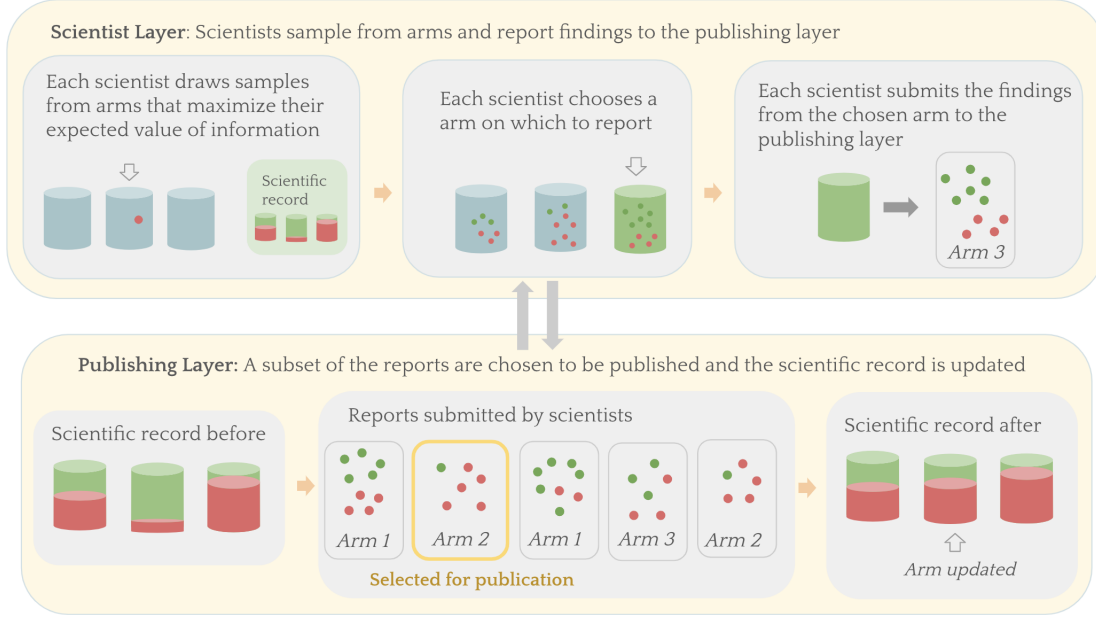 Scientist Layer: Scientists sample from arms and report findings to the publishing layer
Each scientist draws samples
from arms that maximize their
expected value of information
Scientific
record
Each scientist chooses a
arm on which to report
Each scientist submits the findings
from the chosen arm to the
publishing layer
Arm 3
Publishing Layer: A subset of the reports are chosen to be published and the scientific record is updated
Scientific record before
Reports submitted by scientists
Arm 1
Arm 2
Arm 1
Arm 3
Arm 2
Selected for publication
Scientific record after
Arm updated